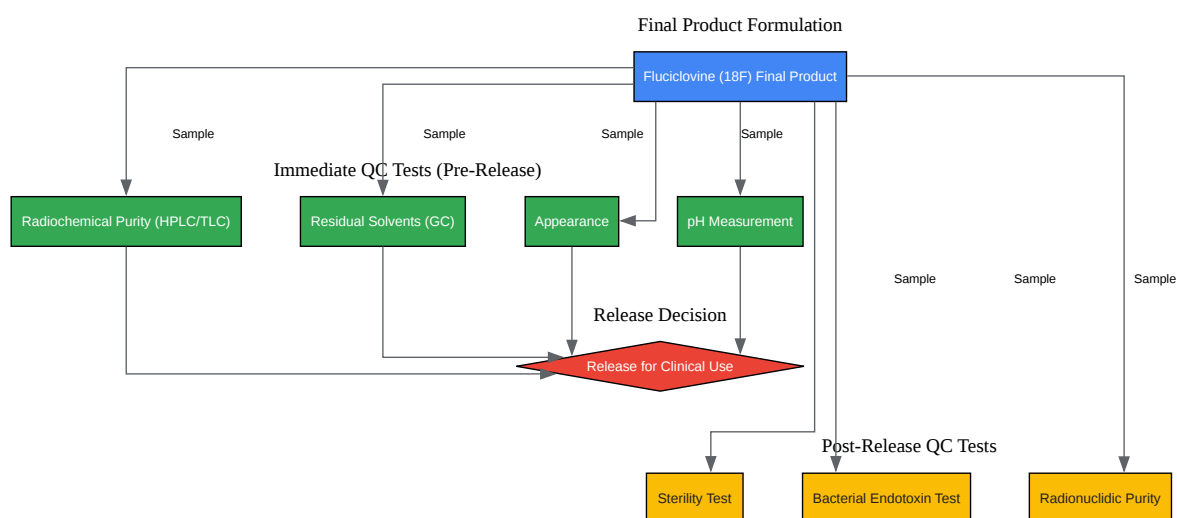 Final Product Formulation
Fluciclovine (18F) Final Product
Sample
Sample
Sample
Sample
Immediate QC Tests (Pre-Release)
Radiochemical Purity (HPLC/TLC)
Residual Solvents (GC)
Appearance
pH Measurement
Sample
Sample
Sample
Release Decision
Release for Clinical Use
Post-Release QC Tests
Sterility Test
Bacterial Endotoxin Test
Radionuclidic Purity